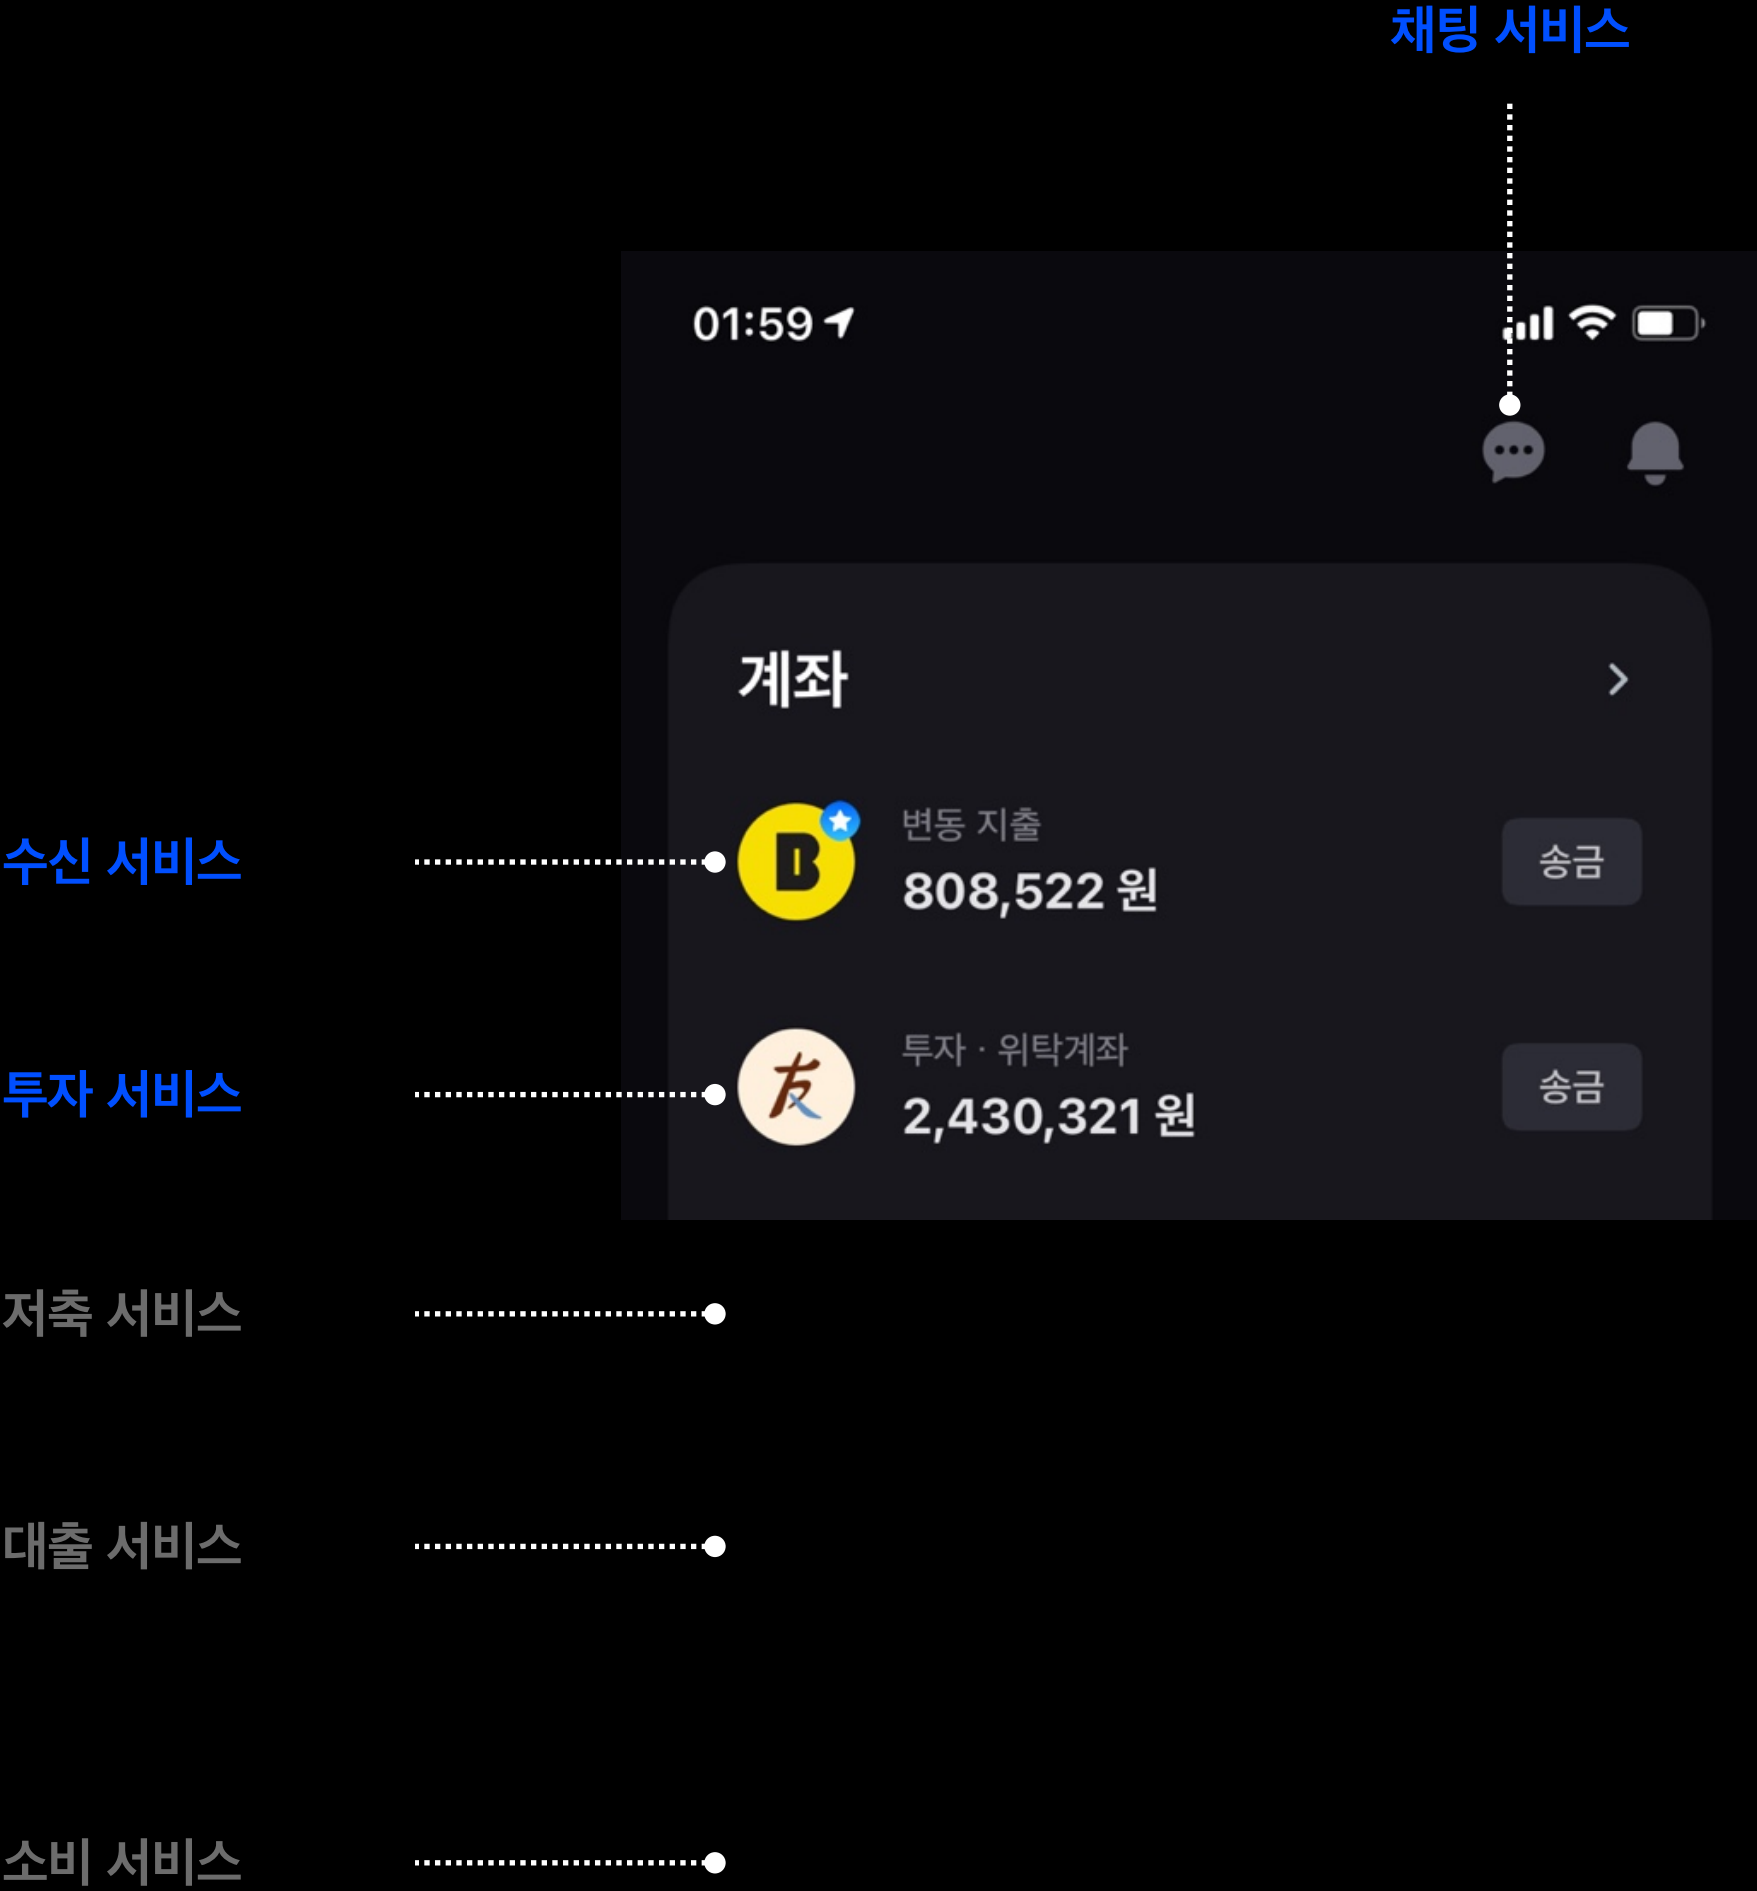 채팅 서비스
01:59
계좌
수신 서비스
B
변동 지출
808,522 원
송금
투자 서비스
友
투자 · 위탁계좌
2,430,321 원
송금
저축 서비스
대출 서비스
소비 서비스